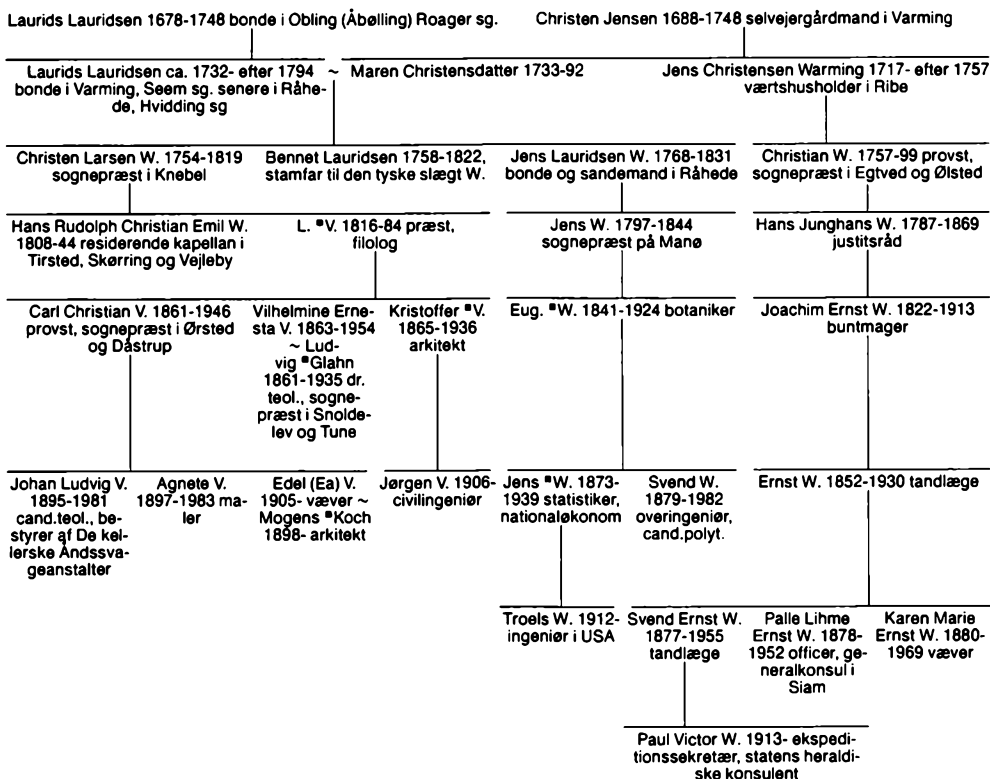 Laurids Lauridsen 1678-1748 bonde i Obling (Åbølling) Roager sg.
Christen Jensen 1688-1748 selvejergårdmand i Varming
Laurids Lauridsen ca. 1732- efter 1794
bonde i Varming, Seem sg. senere i Råhe-
de, Hvidding sg
~ Maren Christensdatter 1733-92
Jens Christensen Warming 1717- efter 1757
værtshusholder i Ribe
Christen Larsen W. 1754-1819
sognepræst i Knebel
Bennet Lauridsen 1758-1822,
stamfar til den tyske slægt W.
Jens Lauridsen W. 1768-1831
bonde og sandemand i Råhede
Christian W. 1757-99 provst,
sognepræst i Egtved og Ølsted
Hans Rudolph Christian Emil W.
1808-44 residerende kapellan i
Tirsted, Skørring og Vejleby
L. ■V. 1816-84 præst,
filolog
Jens W. 1797-1844
sognepræst på Manø
Hans Junghans W. 1787-1869
justitsråd
Carl Christian V. 1861-1946
provst, sognepræst i Ørsted
og Dåstrup
Vilhelmine Erne-
sta V. 1863-1954
~ Lud-
vig ■Glahn
1861-1935 dr.
teol., sogne-
præst i Snolde-
lev og Tune
Kristoffer ■V.
1865-1936
arkitekt
Eug. ■W. 1841-1924 botaniker
Joachim Ernst W. 1822-1913
buntmager
Johan Ludvig V.
1895-1981
cand.teol., be-
styrer af De kel-
lerske Åndssva-
geanstalter
Agnete V.
1897-1983 ma-
ler
Edel (Ea) V.
1905- væver ~
Mogens ■Koch
1898- arkitekt
Jørgen V. 1906-
civilingeniør
Jens ■W. 1873-
1939 statistiker,
nationaløkonom
Svend W.
1879-1982
overingeniør,
cand.polyt.
Ernst W. 1852-1930 tandlæge
Troels W. 1912-
ingeniør i USA
Svend Ernst W.
1877-1955
tandlæge
Palle Lihme
Ernst W. 1878-
1952 officer, ge-
neralkonsul i
Siam
Karen Marie
Ernst W. 1880-
1969 væver
Paul Victor W. 1913- ekspedi-
tionssekretær, statens heraldi-
ske konsulent